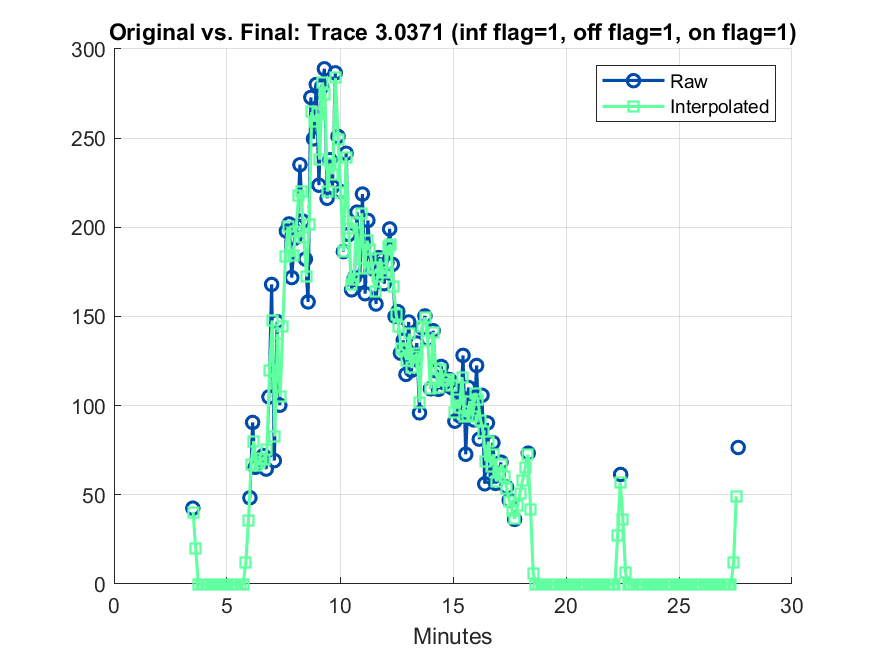 Original vs. Final: Trace 3.0371 (inf flag=1, off flag=1, on flag=1)
300
250
200
150
100
50
0
Raw
Interpolated
0 5 10 15 20 25 30
Minutes